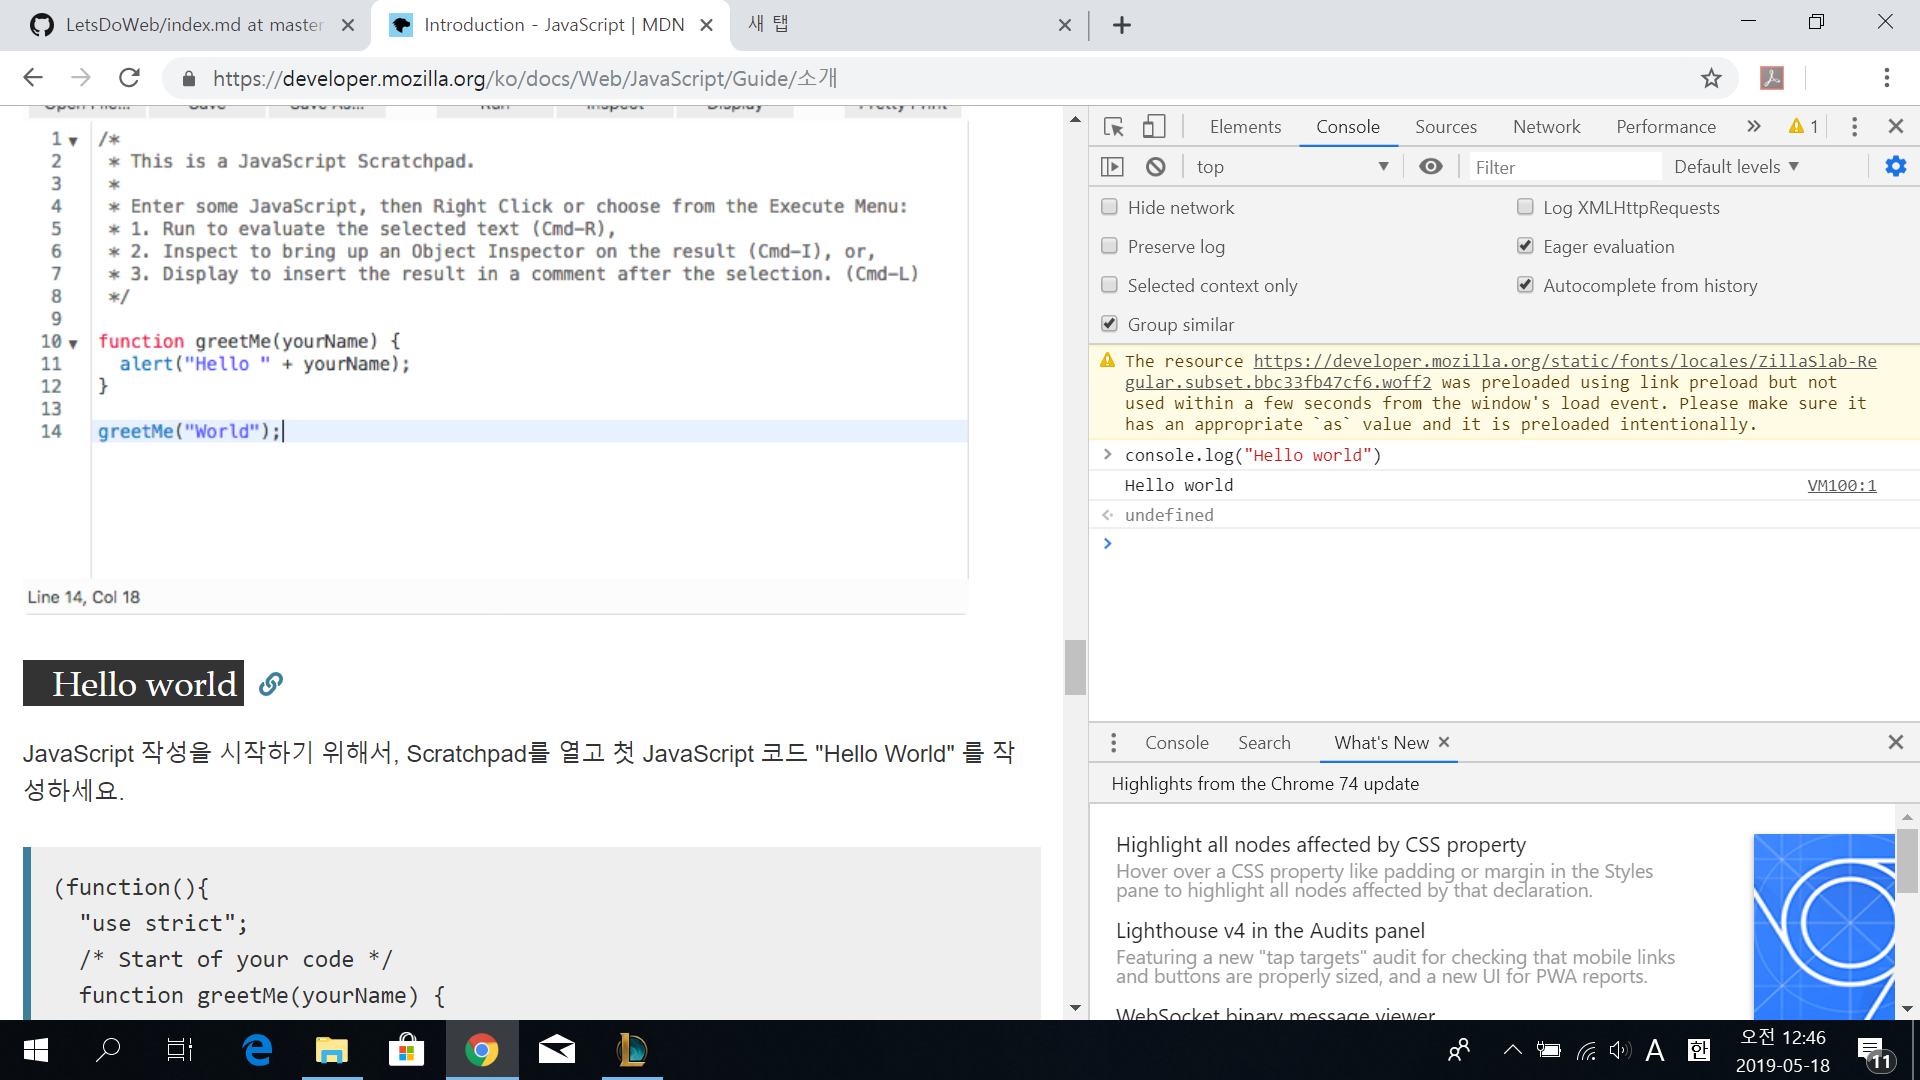 LetsDoWeb/index.md at master
Introduction - JavaScript | MDN
새 탭
https://developer.mozilla.org/ko/docs/Web/JavaScript/Guide/소개
Open File... Save Save As... Run Inspect Display Pretty Print
1 /*
2 * This is a JavaScript Scratchpad.
3 *
4 * Enter some JavaScript, then Right Click or choose from the Execute Menu:
5 * 1. Run to evaluate the selected text (Cmd-R),
6 * 2. Inspect to bring up an Object Inspector on the result (Cmd-I), or,
7 * 3. Display to insert the result in a comment after the selection. (Cmd-L)
8 */
9
10 function greetMe(yourName) {
11 alert("Hello " + yourName);
12 }
13
14 greetMe("World");
Line 14, Col 18
Hello world
JavaScript 작성을 시작하기 위해서, Scratchpad를 열고 첫 JavaScript 코드 "Hello World" 를 작
성하세요.
(function(){
"use strict";
/* Start of your code */
function greetMe(yourName) {
Elements Console Sources Network Performance » 1
top Filter Default levels
Hide network Log XMLHttpRequests
Preserve log Eager evaluation
Selected context only Autocomplete from history
Group similar
The resource https://developer.mozilla.org/static/fonts/locales/ZillaSlab-Re
gular.subset.bbc33fb47cf6.woff2 was preloaded using link preload but not
used within a few seconds from the window's load event. Please make sure it
has an appropriate `as` value and it is preloaded intentionally.
> console.log("Hello world")
Hello world VM100:1
undefined
>
Console Search What's New
Highlights from the Chrome 74 update
Highlight all nodes affected by CSS property
Hover over a CSS property like padding or margin in the Styles
pane to highlight all nodes affected by that declaration.
Lighthouse v4 in the Audits panel
Featuring a new "tap targets" audit for checking that mobile links
and buttons are properly sized, and a new UI for PWA reports.
WebSocket binary message viewer
A 한 오전 12:46
2019-05-18 11